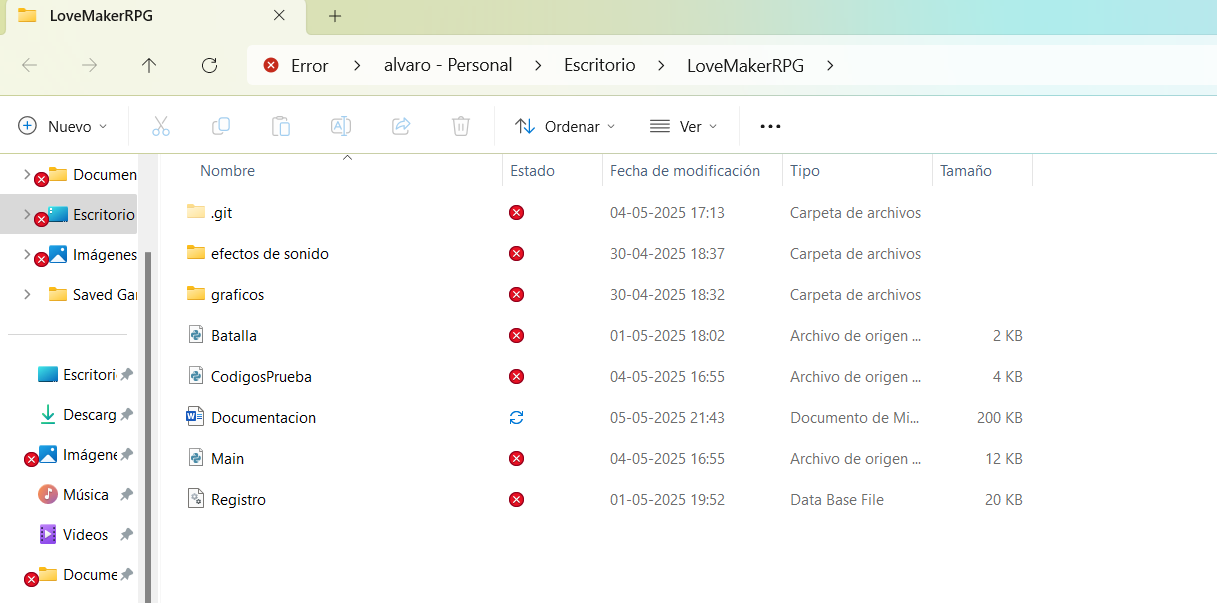 LoveMakerRPG
Error > alvaro - Personal > Escritorio > LoveMakerRPG >
Nuevo Ordenar Ver
Nombre Estado Fecha de modificación Tipo Tamaño
Documen
Escritorio
Imágenes
Saved Gar
Escritori
Descarg
Imágene
Música
Videos
Docume
.git 04-05-2025 17:13 Carpeta de archivos
efectos de sonido 30-04-2025 18:37 Carpeta de archivos
graficos 30-04-2025 18:32 Carpeta de archivos
Batalla 01-05-2025 18:02 Archivo de origen ... 2 KB
CodigosPrueba 04-05-2025 16:55 Archivo de origen ... 4 KB
Documentacion 05-05-2025 21:43 Documento de Mi... 200 KB
Main 04-05-2025 16:55 Archivo de origen ... 12 KB
Registro 01-05-2025 19:52 Data Base File 20 KB